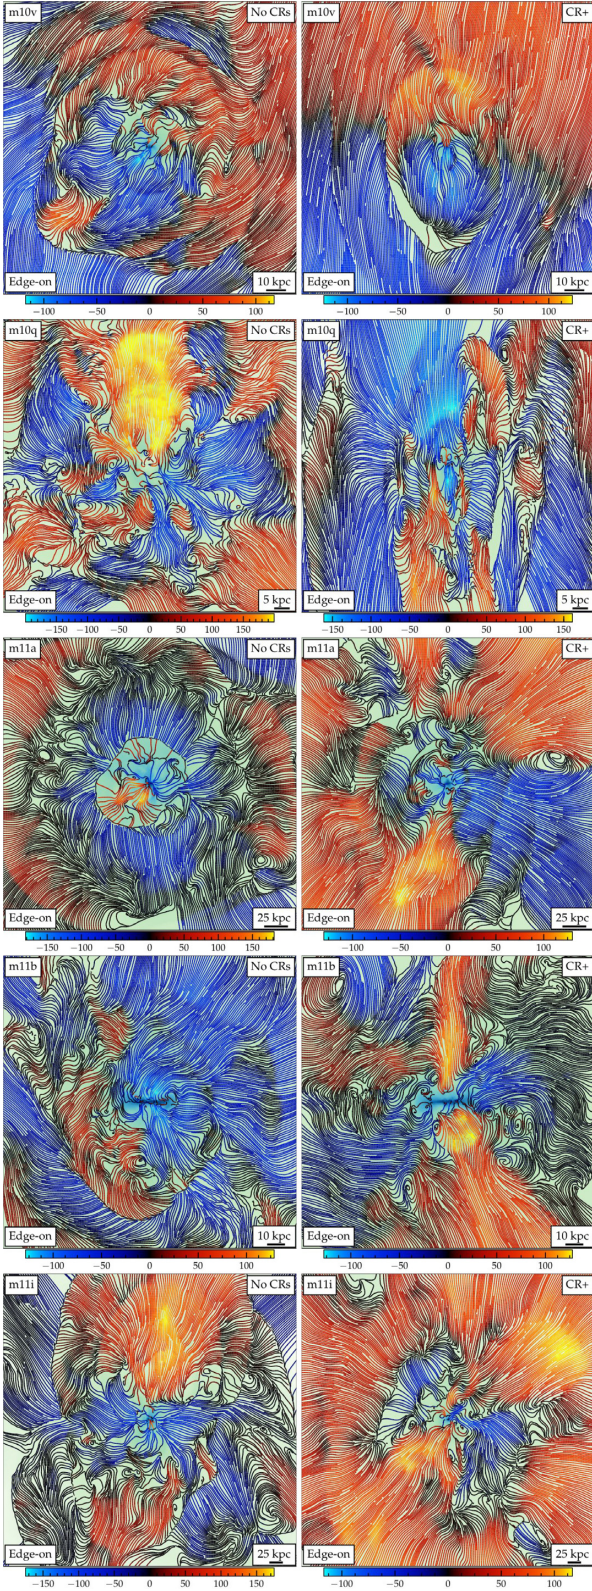 m10v No CRs m10v CR+
Edge-on 10 kpc Edge-on 10 kpc
−100 −50 0 50 100 −100 −50 0 50 100
m10q No CRs m10q CR+
Edge-on 5 kpc Edge-on 5 kpc
−150 −100 −50 0 50 100 150 −150 −100 −50 0 50 100 150
m11a No CRs m11a CR+
Edge-on 25 kpc Edge-on 25 kpc
−150 −100 −50 0 50 100 150 −100 −50 0 50 100
m11b No CRs m11b CR+
Edge-on 10 kpc Edge-on 10 kpc
−100 −50 0 50 100 −100 −50 0 50 100
m11i No CRs m11i CR+
Edge-on 25 kpc Edge-on 25 kpc
−150 −100 −50 0 50 100 150 −100 −50 0 50 100